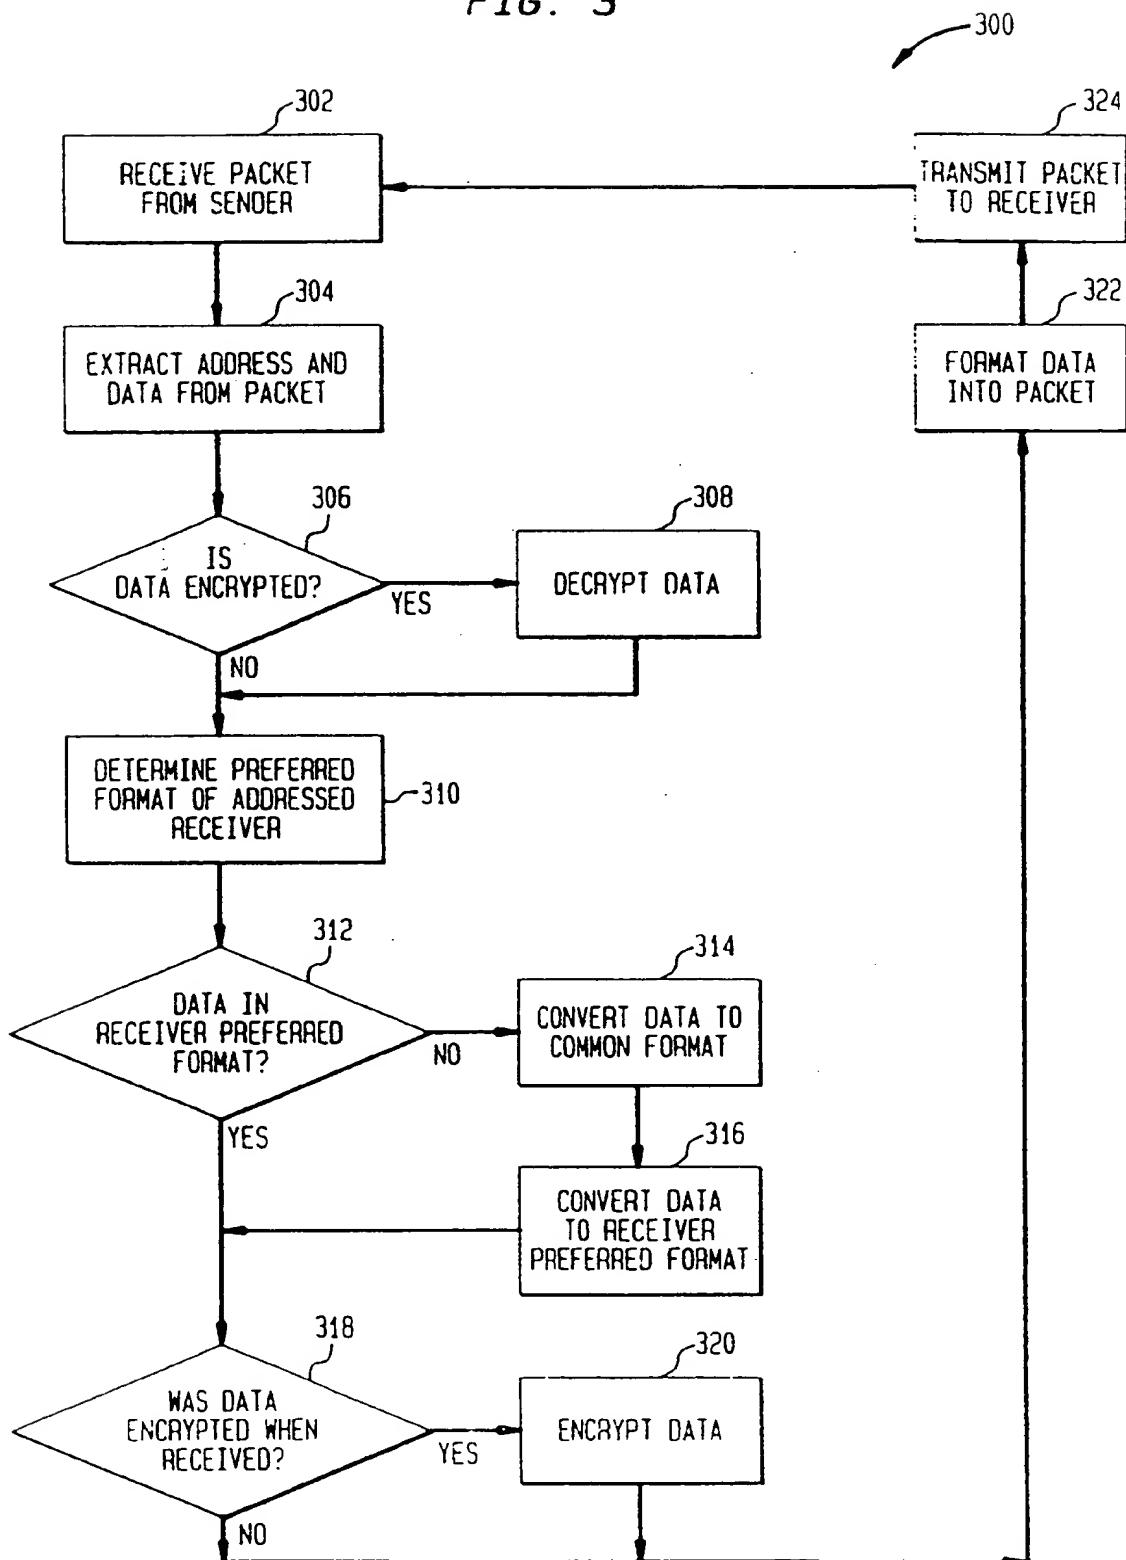 FIG. 3
300
302
RECEIVE PACKET
FROM SENDER
324
TRANSMIT PACKET
TO RECEIVER
304
EXTRACT ADDRESS AND
DATA FROM PACKET
322
FORMAT DATA
INTO PACKET
306
IS
DATA ENCRYPTED?
YES
NO
308
DECRYPT DATA
DETERMINE PREFERRED
FORMAT OF ADDRESSED
RECEIVER
310
312
DATA IN
RECEIVER PREFERRED
FORMAT?
NO
YES
314
CONVERT DATA TO
COMMON FORMAT
316
CONVERT DATA
TO RECEIVER
PREFERRED FORMAT
318
WAS DATA
ENCRYPTED WHEN
RECEIVED?
YES
NO
320
ENCRYPT DATA